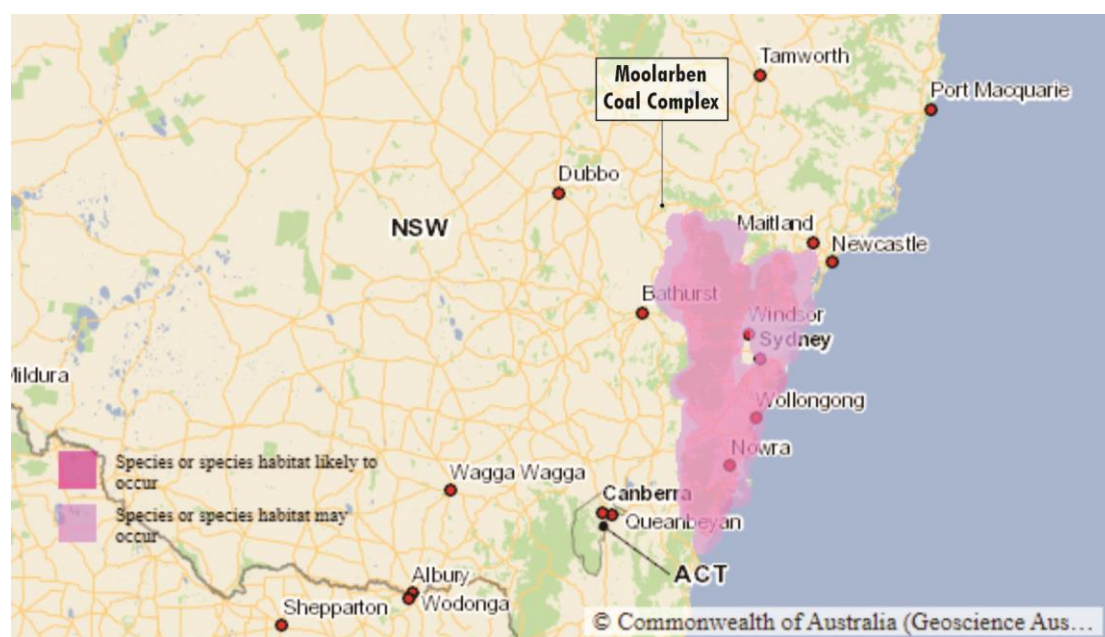 Tamworth
Moolarben
Coal Complex
Port Macquarie
Dubbo
NSW
Maitland
Newcastle
Bathurst
Windsor
Sydney
Mildura
Wollongong
Nowra
Species or species habitat likely to
occur
Wagga Wagga
Canberra
Species or species habitat may
occur
Queanbeyan
ACT
Albury
Wodonga
Shepparton
© Commonwealth of Australia (Geoscience Aus…